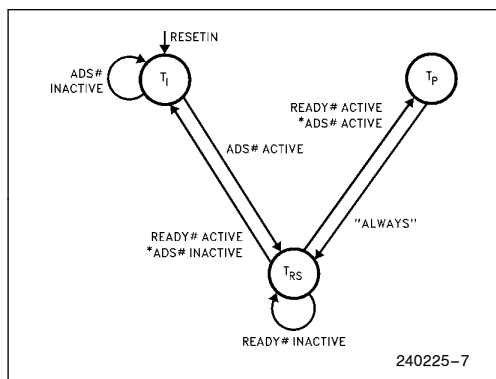 RESETIN
ADS#
INACTIVE
TI
TP
READY# ACTIVE
*ADS# ACTIVE
ADS# ACTIVE
"ALWAYS"
READY# ACTIVE
*ADS# INACTIVE
TRS
READY# INACTIVE
240225–7